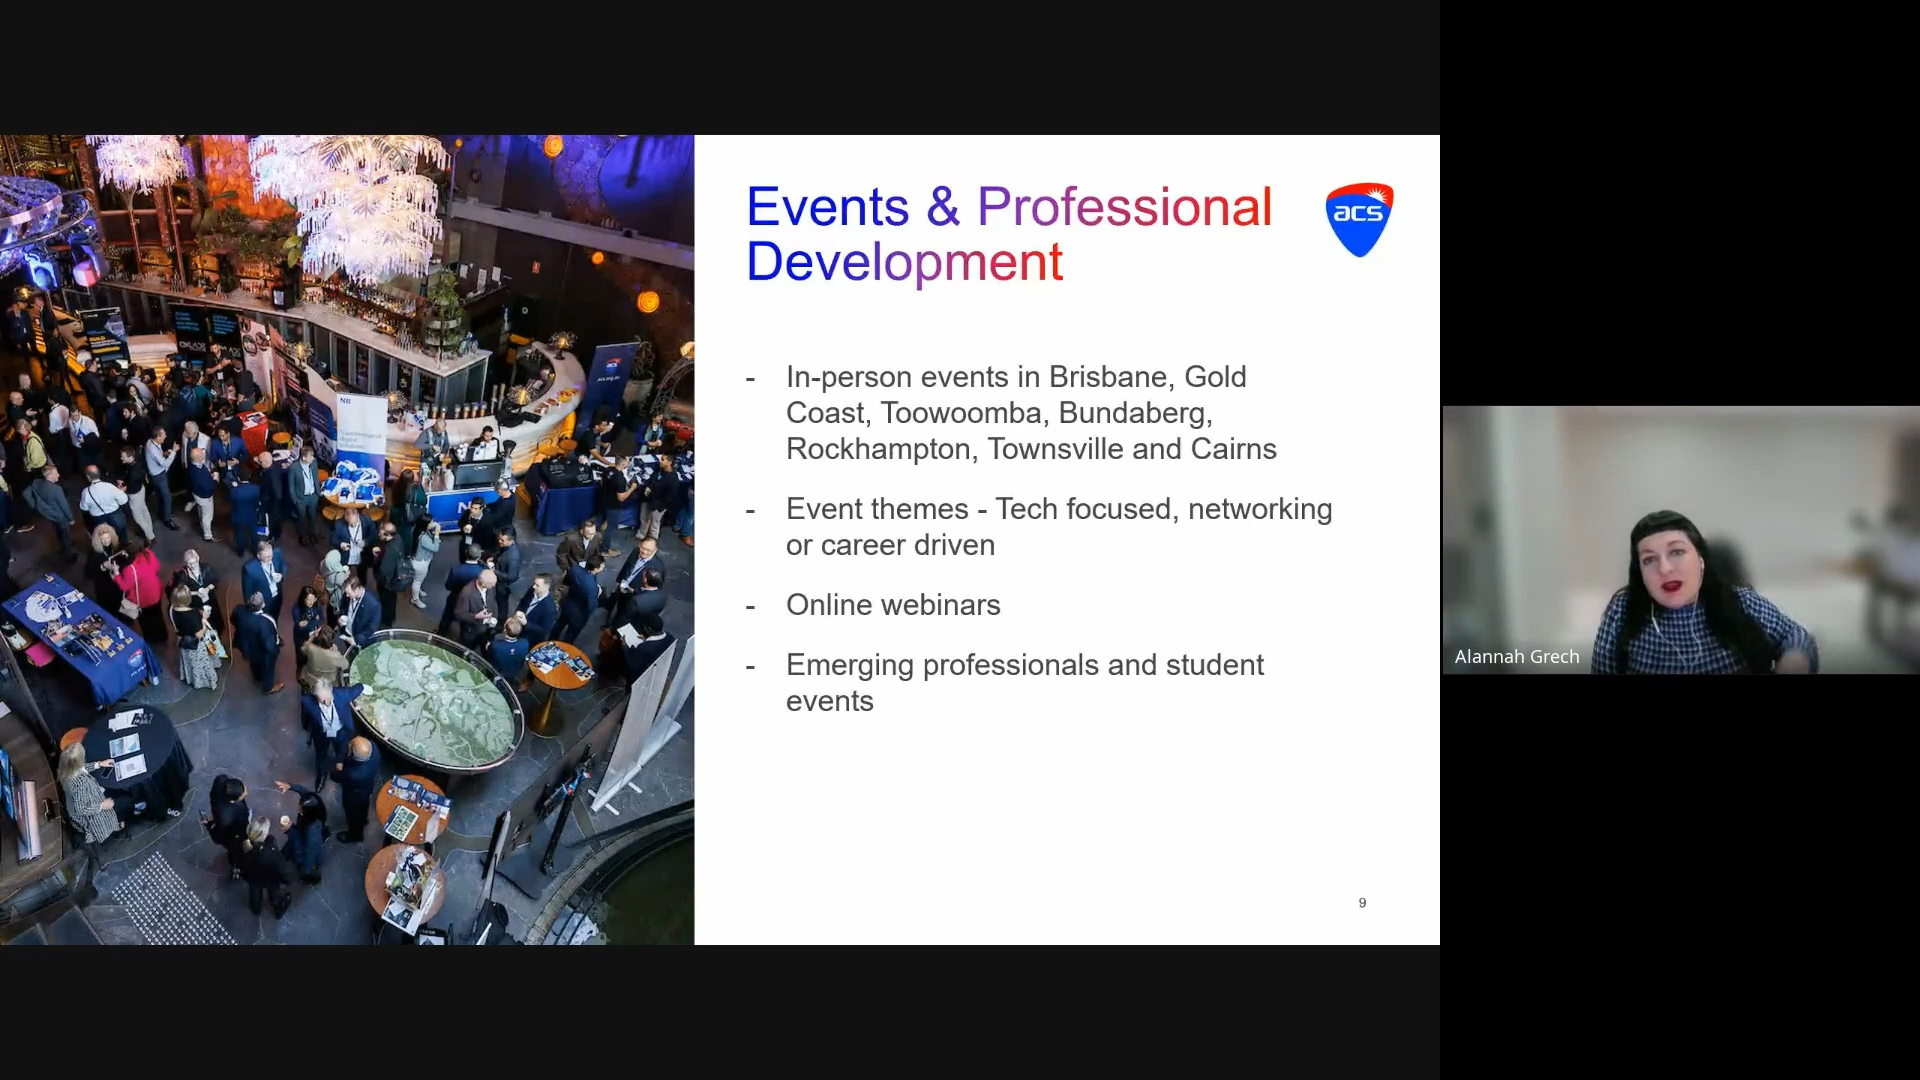 Events & Professional
Development
acs
- In-person events in Brisbane, Gold
Coast, Toowoomba, Bundaberg,
Rockhampton, Townsville and Cairns
- Event themes - Tech focused, networking
or career driven
- Online webinars
- Emerging professionals and student
events
9
Alannah Grech